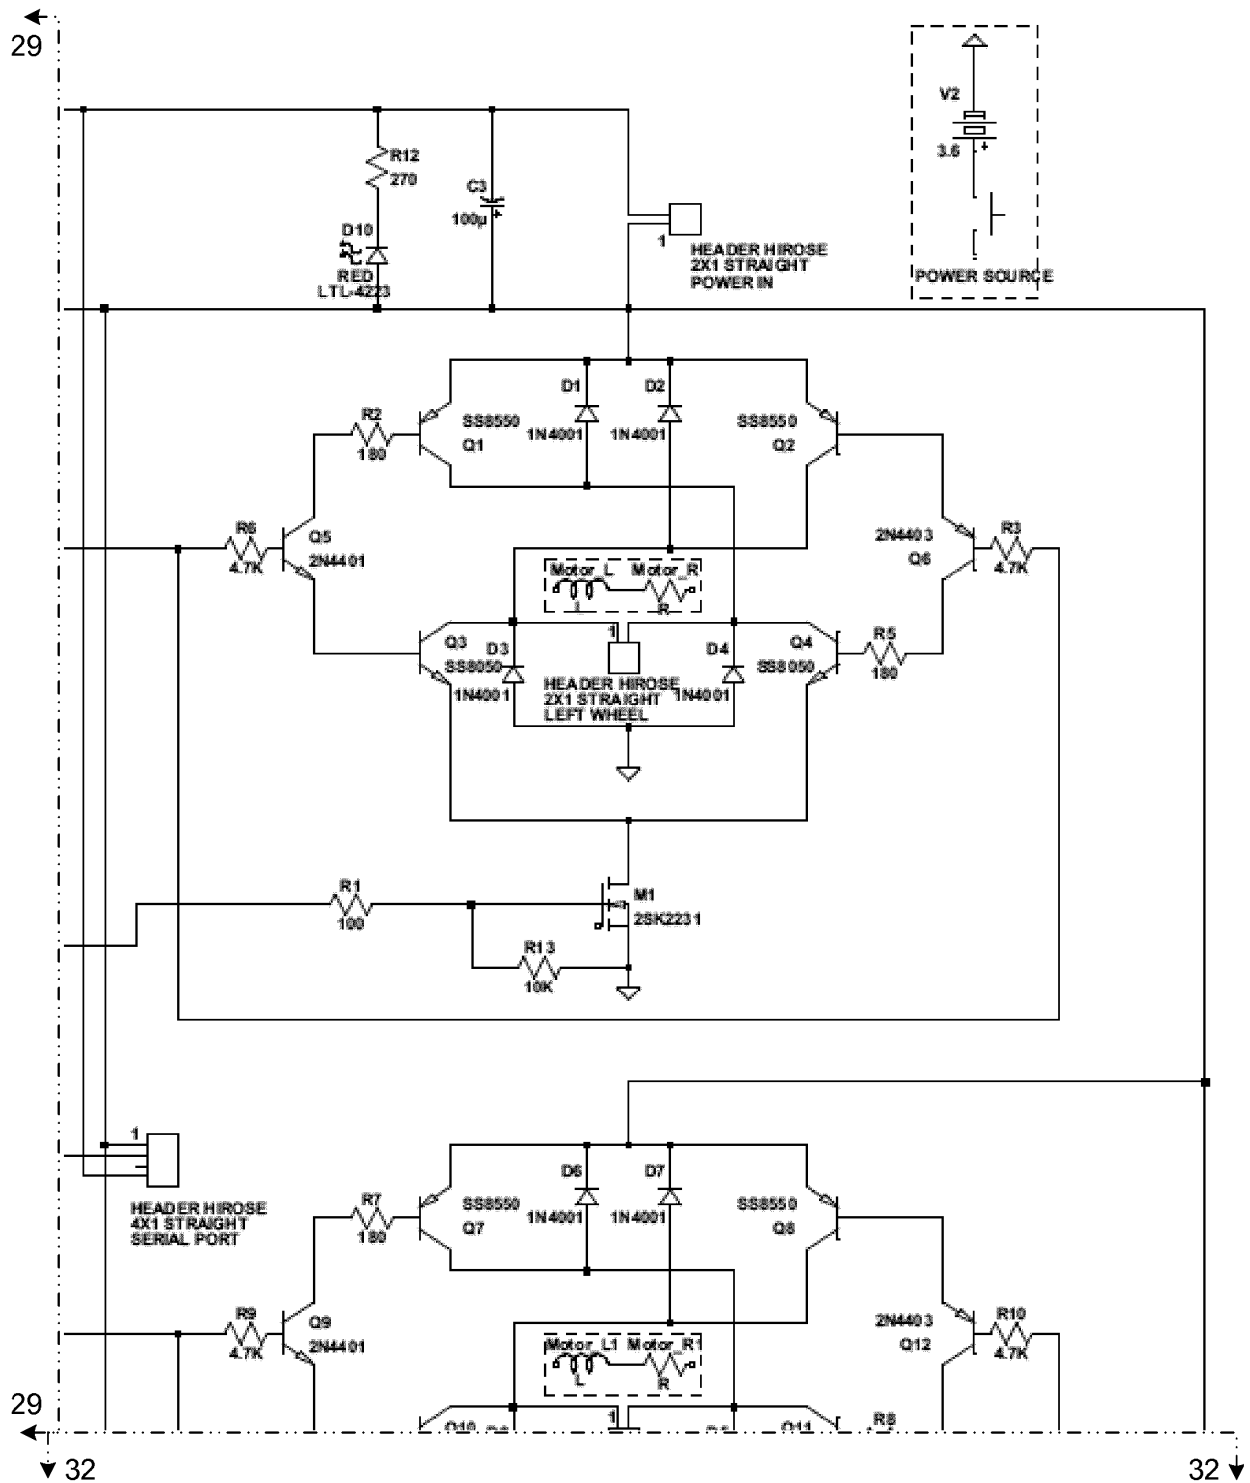 29
V2
3.6
POWER SOURCE
R12
270
C3
100µ
D10
RED
LTL-4223
1
HEADER HIROSE
2X1 STRAIGHT
POWER IN
D1
1N4001
D2
1N4001
R2
180
SS8550
Q1
SS8550
Q2
R6
4.7K
Q5
2N4401
2N4403
Q6
R3
4.7K
Motor_L
Motor_R
L
R
1
Q3
SS8050
D3
1N4001
HEADER HIROSE
2X1 STRAIGHT
LEFT WHEEL
D4
1N4001
Q4
SS8050
R5
180
R1
100
M1
2SK2231
R13
10K
1
HEADER HIROSE
4X1 STRAIGHT
SERIAL PORT
D6
1N4001
D7
1N4001
R7
180
SS8550
Q7
SS8550
Q8
R9
4.7K
Q9
2N4401
2N4403
Q12
R10
4.7K
Motor_L1
Motor_R1
L
R
1
Q10
Q11
R8
29
32
32